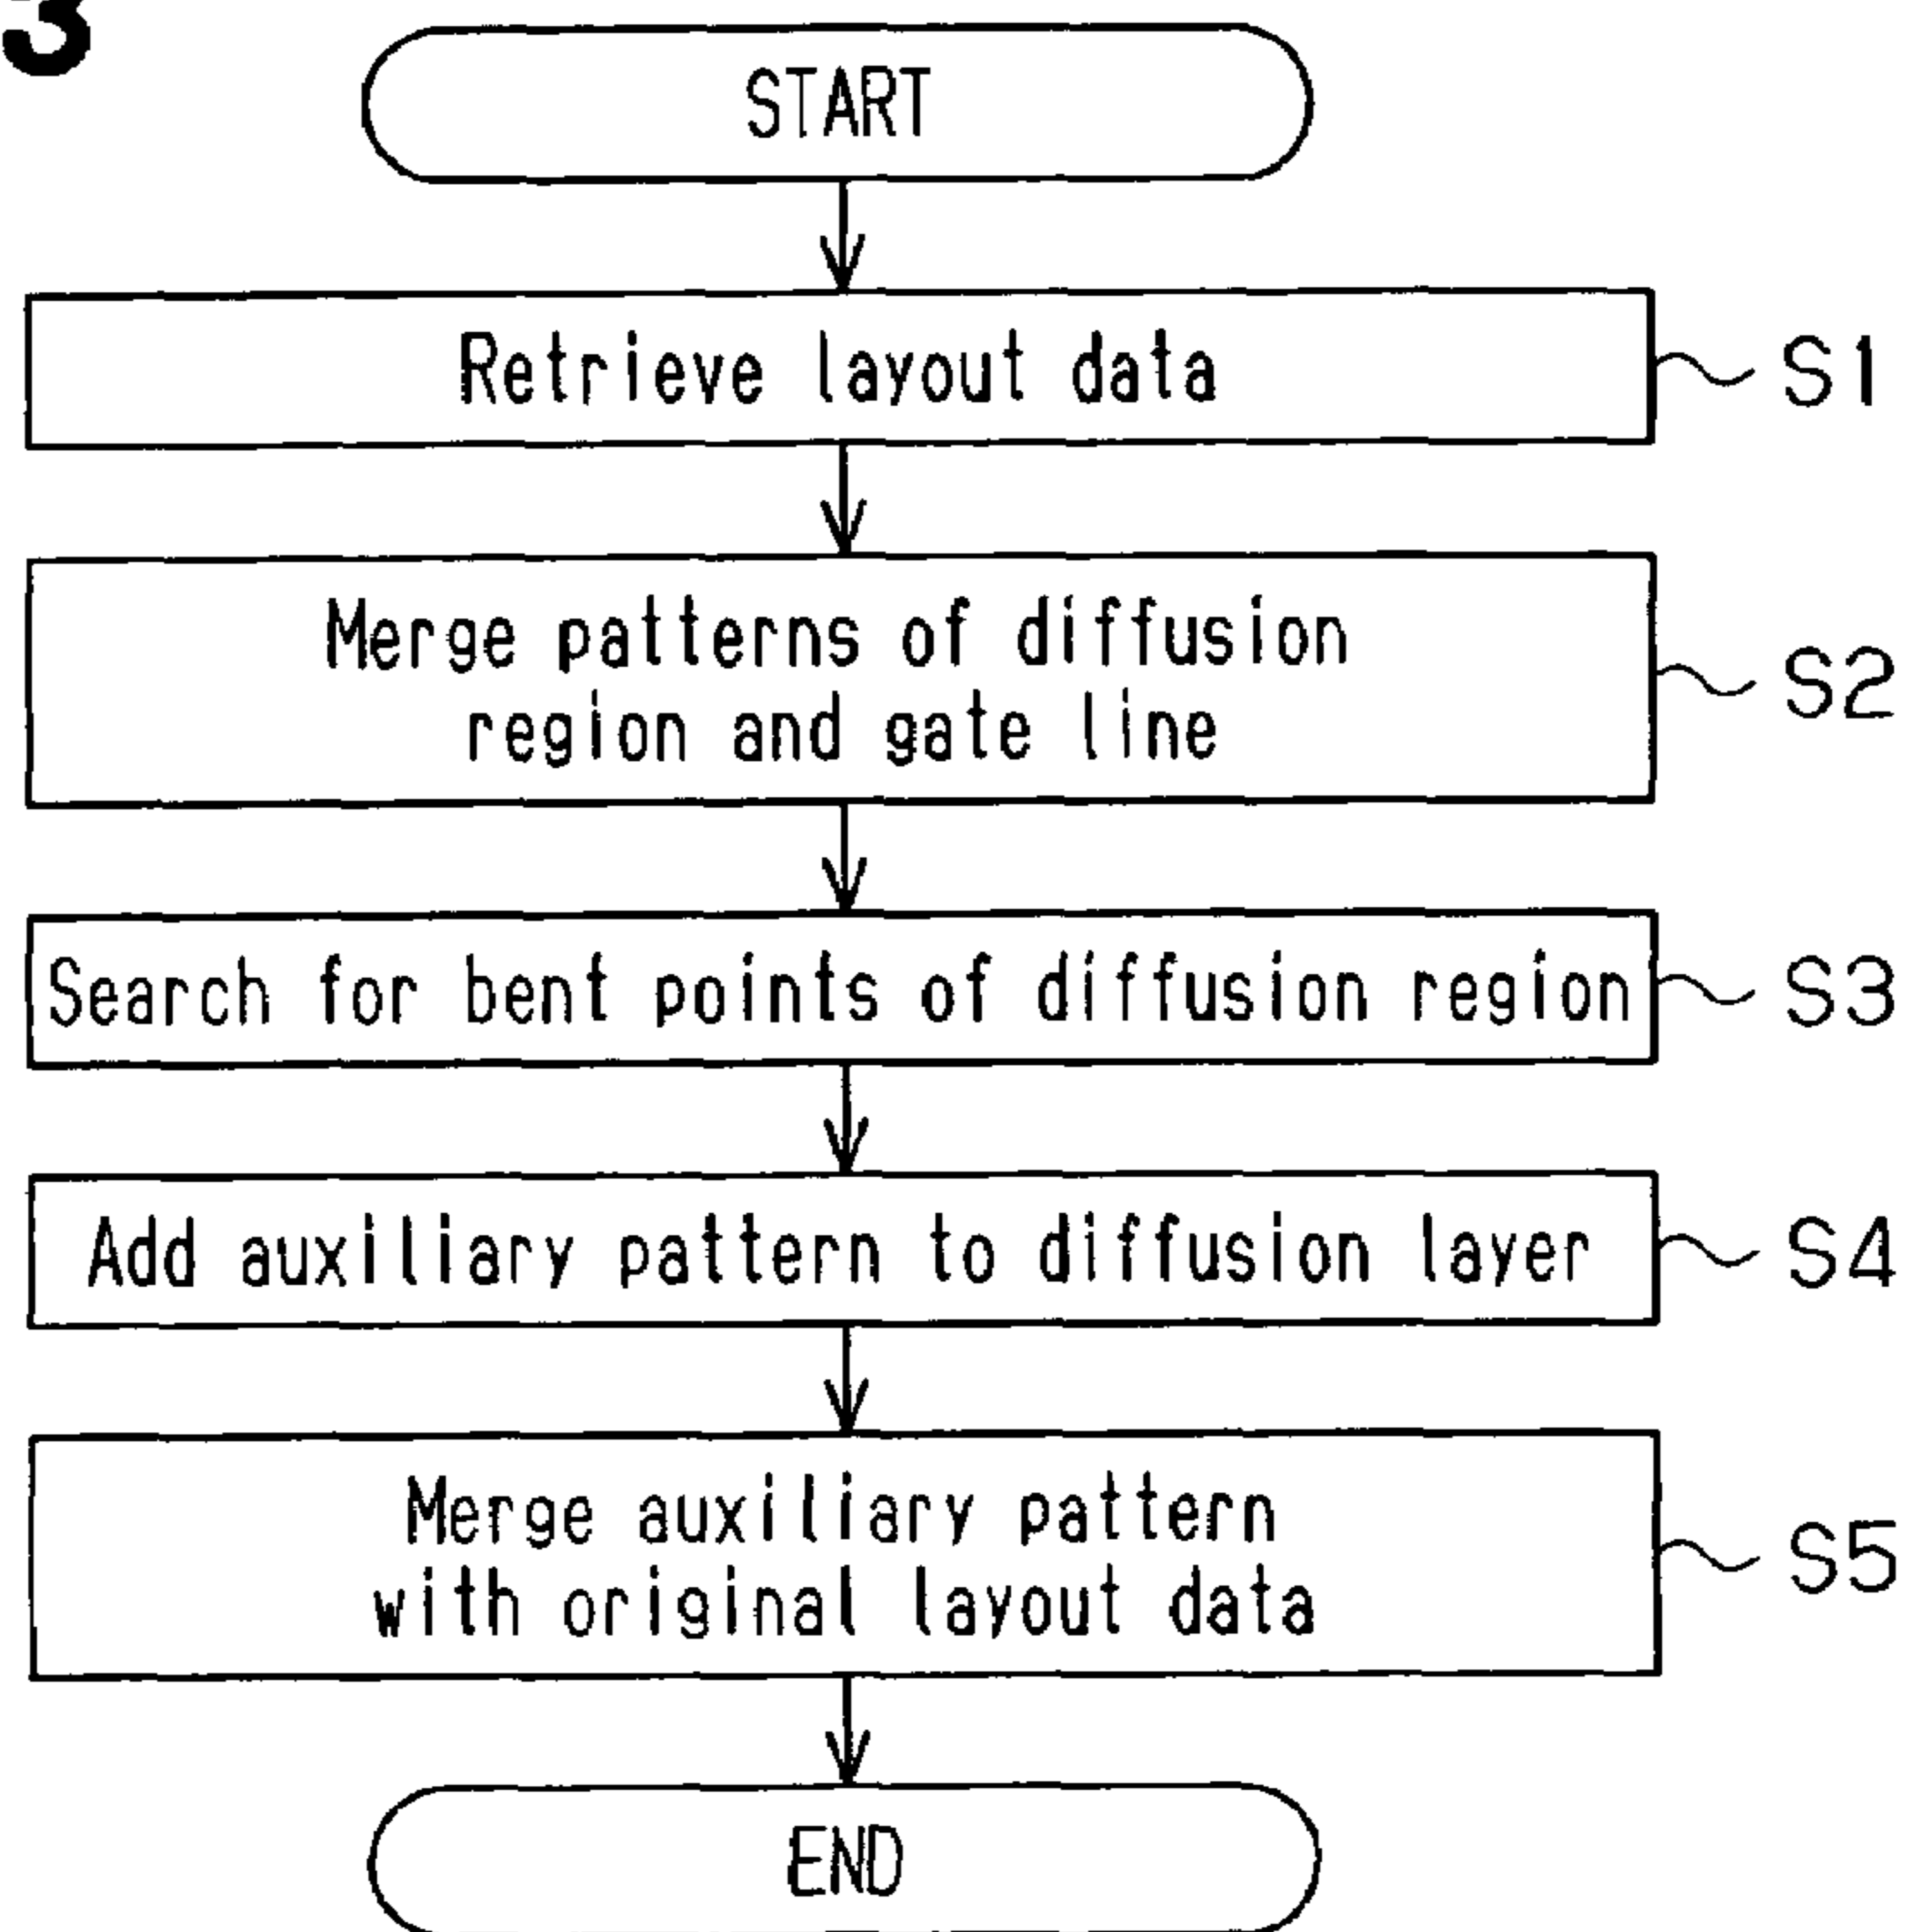 3
START
Retrieve layout data
S1
Merge patterns of diffusion
region and gate line
S2
Search for bent points of diffusion region
S3
Add auxiliary pattern to diffusion layer
S4
Merge auxiliary pattern
with original layout data
S5
END